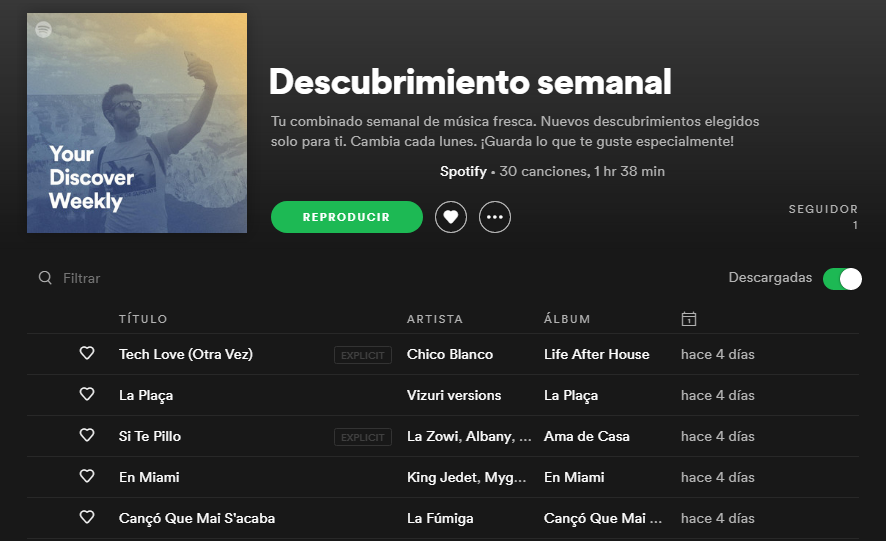 Your
Discover
Weekly
Descubrimiento semanal
Tu combinado semanal de música fresca. Nuevos descubrimientos elegidos
solo para ti. Cambia cada lunes. ¡Guarda lo que te guste especialmente!
Spotify • 30 canciones, 1 hr 38 min
REPRODUCIR
SEGUIDOR
1
Filtrar
Descargadas
TÍTULO ARTISTA ÁLBUM 1
Tech Love (Otra Vez) EXPLICIT Chico Blanco Life After House hace 4 días
La Plaça Vizuri versions La Plaça hace 4 días
Si Te Pillo EXPLICIT La Zowi, Albany, ... Ama de Casa hace 4 días
En Miami King Jedet, Myg... En Miami hace 4 días
Cançó Que Mai S'acaba La Fúmiga Cançó Que Mai ... hace 4 días